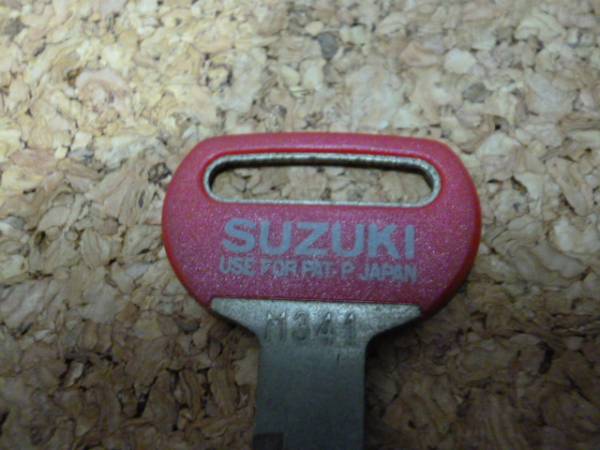 SUZUKI
USE FOR PAT. P JAPAN
M341